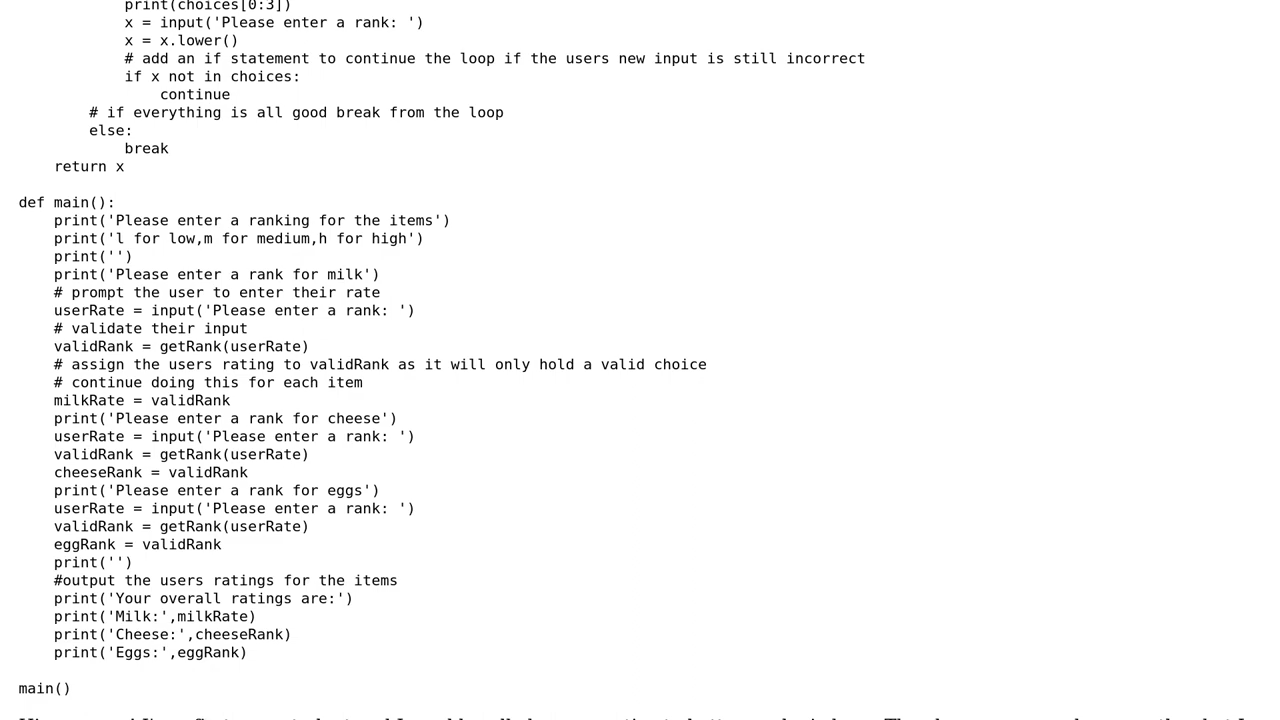 print(choices[0:3])
x = input('Please enter a rank: ')
x = x.lower()
# add an if statement to continue the loop if the users new input is still incorrect
if x not in choices:
continue
# if everything is all good break from the loop
else:
break
return x
def main():
print('Please enter a ranking for the items')
print('l for low,m for medium,h for high')
print('')
print('Please enter a rank for milk')
# prompt the user to enter their rate
userRate = input('Please enter a rank: ')
# validate their input
validRank = getRank(userRate)
# assign the users rating to validRank as it will only hold a valid choice
# continue doing this for each item
milkRate = validRank
print('Please enter a rank for cheese')
userRate = input('Please enter a rank: ')
validRank = getRank(userRate)
cheeseRank = validRank
print('Please enter a rank for eggs')
userRate = input('Please enter a rank: ')
validRank = getRank(userRate)
eggRank = validRank
print('')
#output the users ratings for the items
print('Your overall ratings are:')
print('Milk:',milkRate)
print('Cheese:',cheeseRank)
print('Eggs:',eggRank)
main()